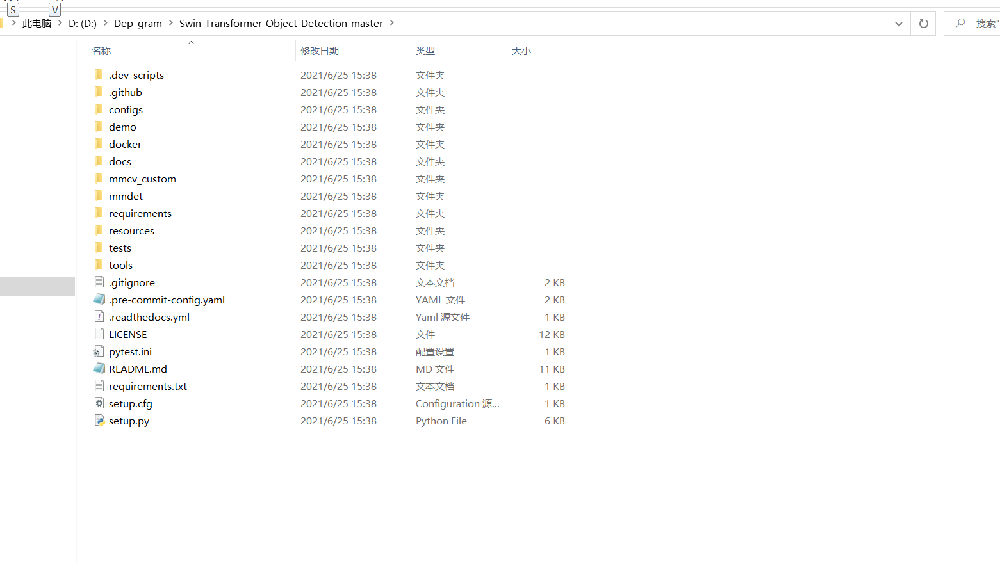 S V
此电脑 D: (D:) Dep_gram Swin-Transformer-Object-Detection-master 搜索"
名称 修改日期 类型 大小
.dev_scripts 2021/6/25 15:38 文件夹
.github 2021/6/25 15:38 文件夹
configs 2021/6/25 15:38 文件夹
demo 2021/6/25 15:38 文件夹
docker 2021/6/25 15:38 文件夹
docs 2021/6/25 15:38 文件夹
mmcv_custom 2021/6/25 15:38 文件夹
mmdet 2021/6/25 15:38 文件夹
requirements 2021/6/25 15:38 文件夹
resources 2021/6/25 15:38 文件夹
tests 2021/6/25 15:38 文件夹
tools 2021/6/25 15:38 文件夹
.gitignore 2021/6/25 15:38 文本文档 2 KB
.pre-commit-config.yaml 2021/6/25 15:38 YAML 文件 2 KB
.readthedocs.yml 2021/6/25 15:38 Yaml 源文件 1 KB
LICENSE 2021/6/25 15:38 文件 12 KB
pytest.ini 2021/6/25 15:38 配置设置 1 KB
README.md 2021/6/25 15:38 MD 文件 11 KB
requirements.txt 2021/6/25 15:38 文本文档 1 KB
setup.cfg 2021/6/25 15:38 Configuration 源... 1 KB
setup.py 2021/6/25 15:38 Python File 6 KB